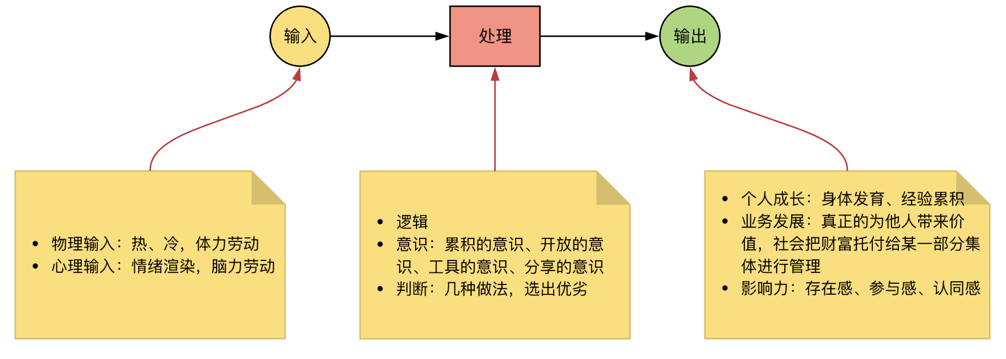 输入
处理
输出
• 物理输入：热、冷，体力劳动
• 心理输入：情绪渲染，脑力劳动
• 逻辑
• 意识：累积的意识、开放的意
识、工具的意识、分享的意识
• 判断：几种做法，选出优劣
• 个人成长：身体发育、经验累积
• 业务发展：真正的为他人带来价
值，社会把财富托付给某一部分集
体进行管理
• 影响力：存在感、参与感、认同感